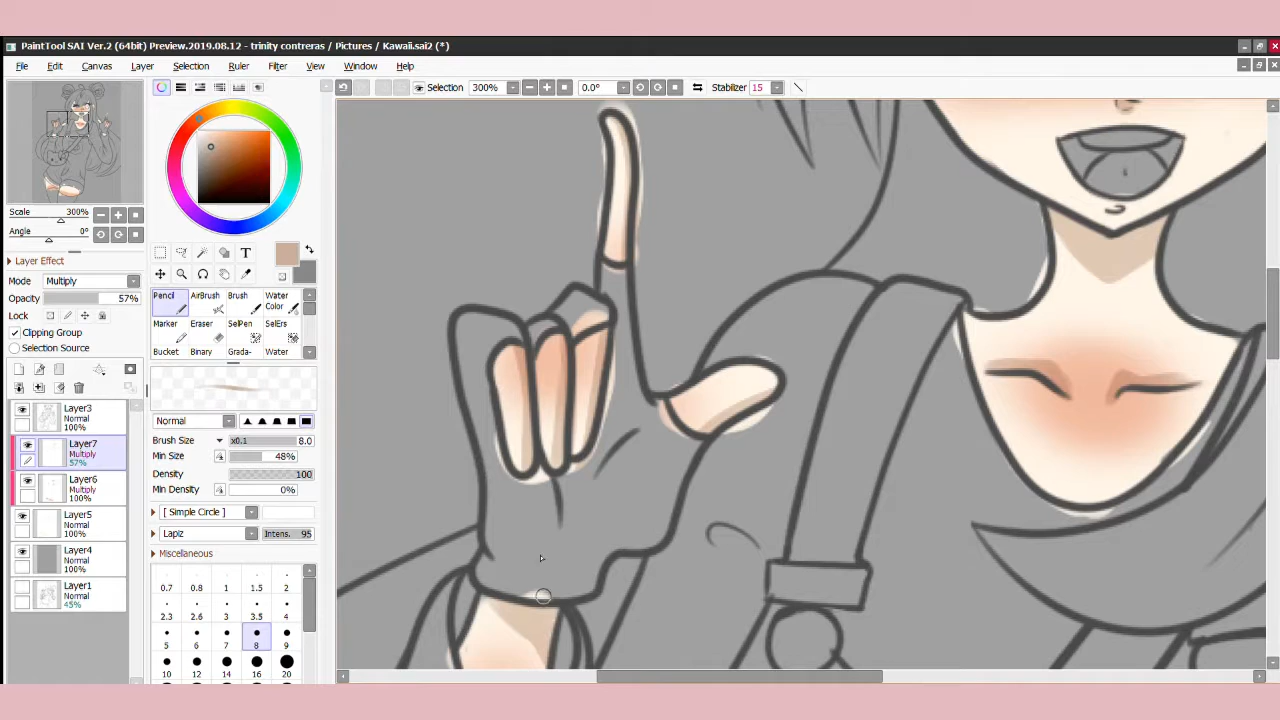 PaintTool SAI Ver.2 (64bit) Preview.2019.08.12 - trinity contreras / Pictures / Kawaii.sai2 (*)
File Edit Canvas Layer Selection Ruler Filter View Window Help
Selection 300% 0.0° Stabilizer 15
Scale 300%
Angle 0°
Layer Effect
Mode Multiply
Opacity 57%
Lock
Clipping Group
Selection Source
Layer3
Normal
100%
Layer7
Multiply
57%
Layer6
Multiply
100%
Layer5
Normal
100%
Layer4
Normal
100%
Layer1
Normal
45%
T
Pencil AirBrush Brush Water Color
Marker Eraser SelPen SelErs
Bucket Binary Grada- Water
Normal
Brush Size x0.1 8.0
Min Size 48%
Density 100
Min Density 0%
[ Simple Circle ]
Lapiz Intens. 95
Miscellaneous
0.7 0.8 1 1.5 2
2.3 2.6 3 3.5 4
5 6 7 8 9
10 12 14 16 20